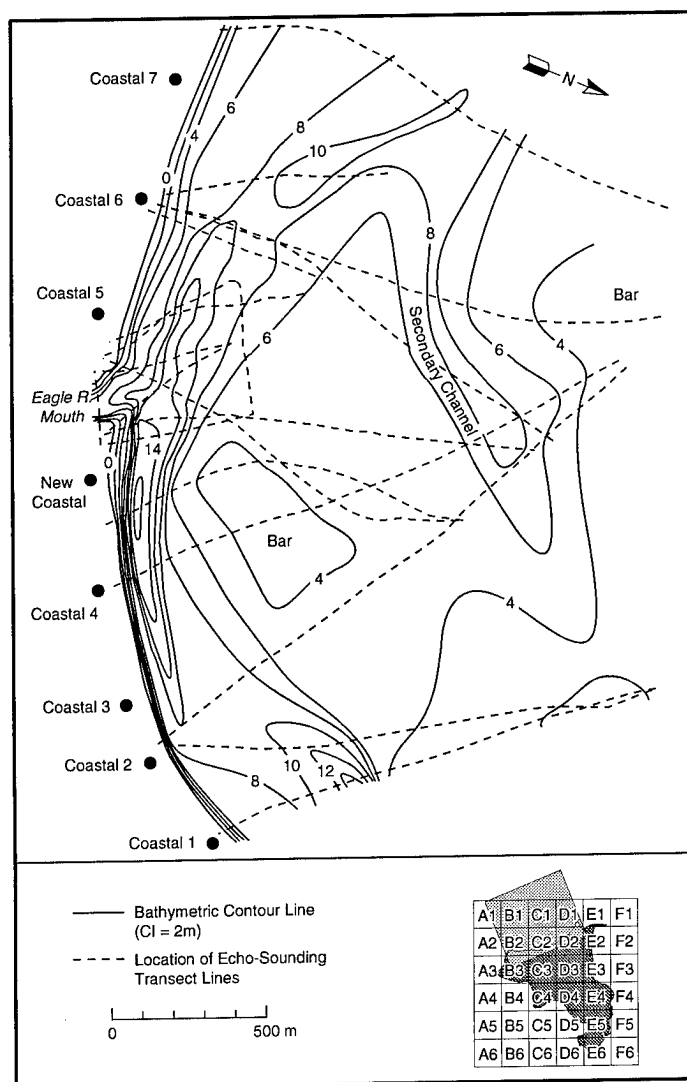 Coastal 7
N
6
4
8
0
10
Coastal 6
8
Coastal 5
Bar
6
4
6
Secondary Channel
Eagle R.
Mouth
14
0
New
Coastal
Bar
4
4
Coastal 4
Coastal 3
Coastal 2
10
8
12
Coastal 1
Bathymetric Contour Line
(CI = 2m)
Location of Echo-Sounding
Transect Lines
0 500 m
A1 B1 C1 D1 E1 F1
A2 B2 C2 D2 E2 F2
A3 B3 C3 D3 E3 F3
A4 B4 C4 D4 E4 F4
A5 B5 C5 D5 E5 F5
A6 B6 C6 D6 E6 F6